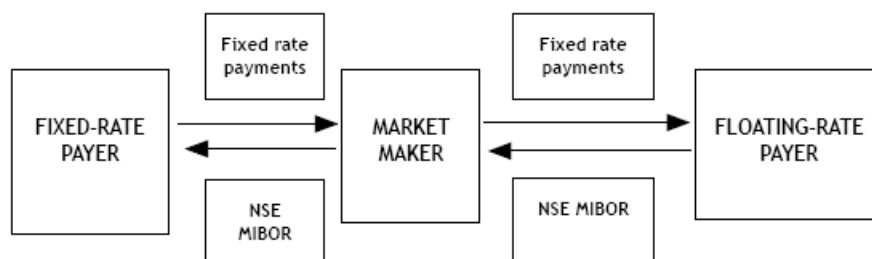 Fixed rate
payments
Fixed rate
payments
FIXED-RATE
PAYER
MARKET
MAKER
FLOATING-RATE
PAYER
NSE
MIBOR
NSE MIBOR